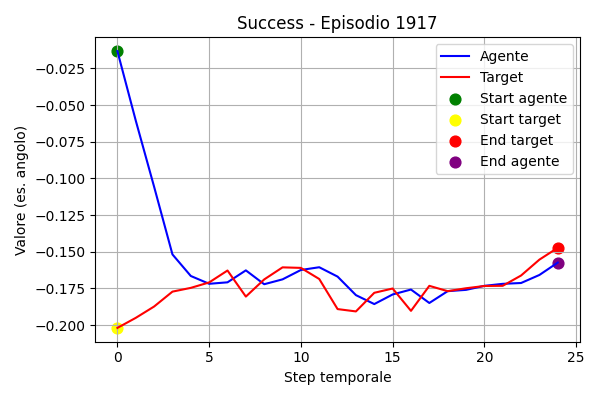 Success - Episodio 1917
Valore (es. angolo)
−0.025
−0.050
−0.075
−0.100
−0.125
−0.150
−0.175
−0.200
Agente
Target
Start agente
Start target
End target
End agente
0
5
10
15
20
25
Step temporale